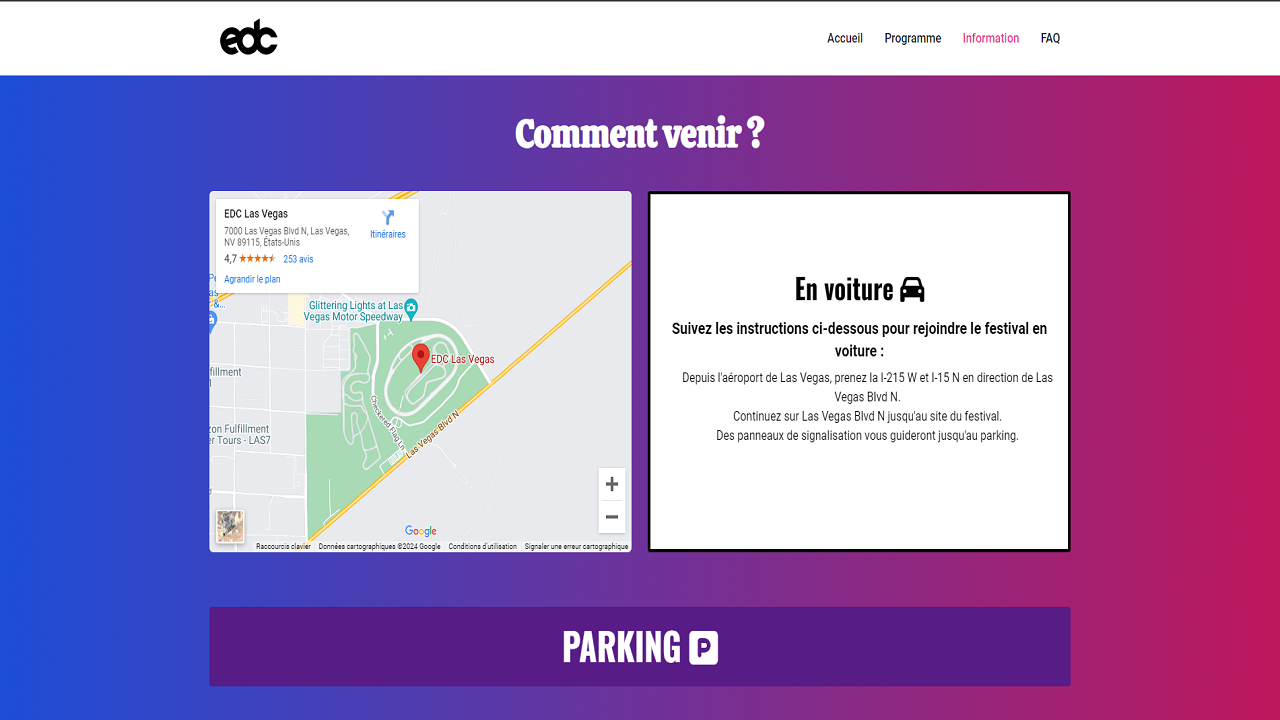 edc
Accueil Programme Information FAQ
Comment venir ?
EDC Las Vegas
7000 Las Vegas Blvd N, Las Vegas,
NV 89115, États-Unis
4,7 253 avis
Agrandir le plan
Itinéraires
Glittering Lights at Las
Vegas Motor Speedway
EDC Las Vegas
Checkered Flag Ln
Las Vegas Blvd N
fillment
zon Fulfillment
er Tours - LAS7
Google
Raccourcis clavier Données cartographiques ©2024 Google Conditions d'utilisation Signaler une erreur cartographique
En voiture
Suivez les instructions ci-dessous pour rejoindre le festival en
voiture :
Depuis l'aéroport de Las Vegas, prenez la I-215 W et I-15 N en direction de Las
Vegas Blvd N.
Continuez sur Las Vegas Blvd N jusqu'au site du festival.
Des panneaux de signalisation vous guideront jusqu'au parking.
PARKING P